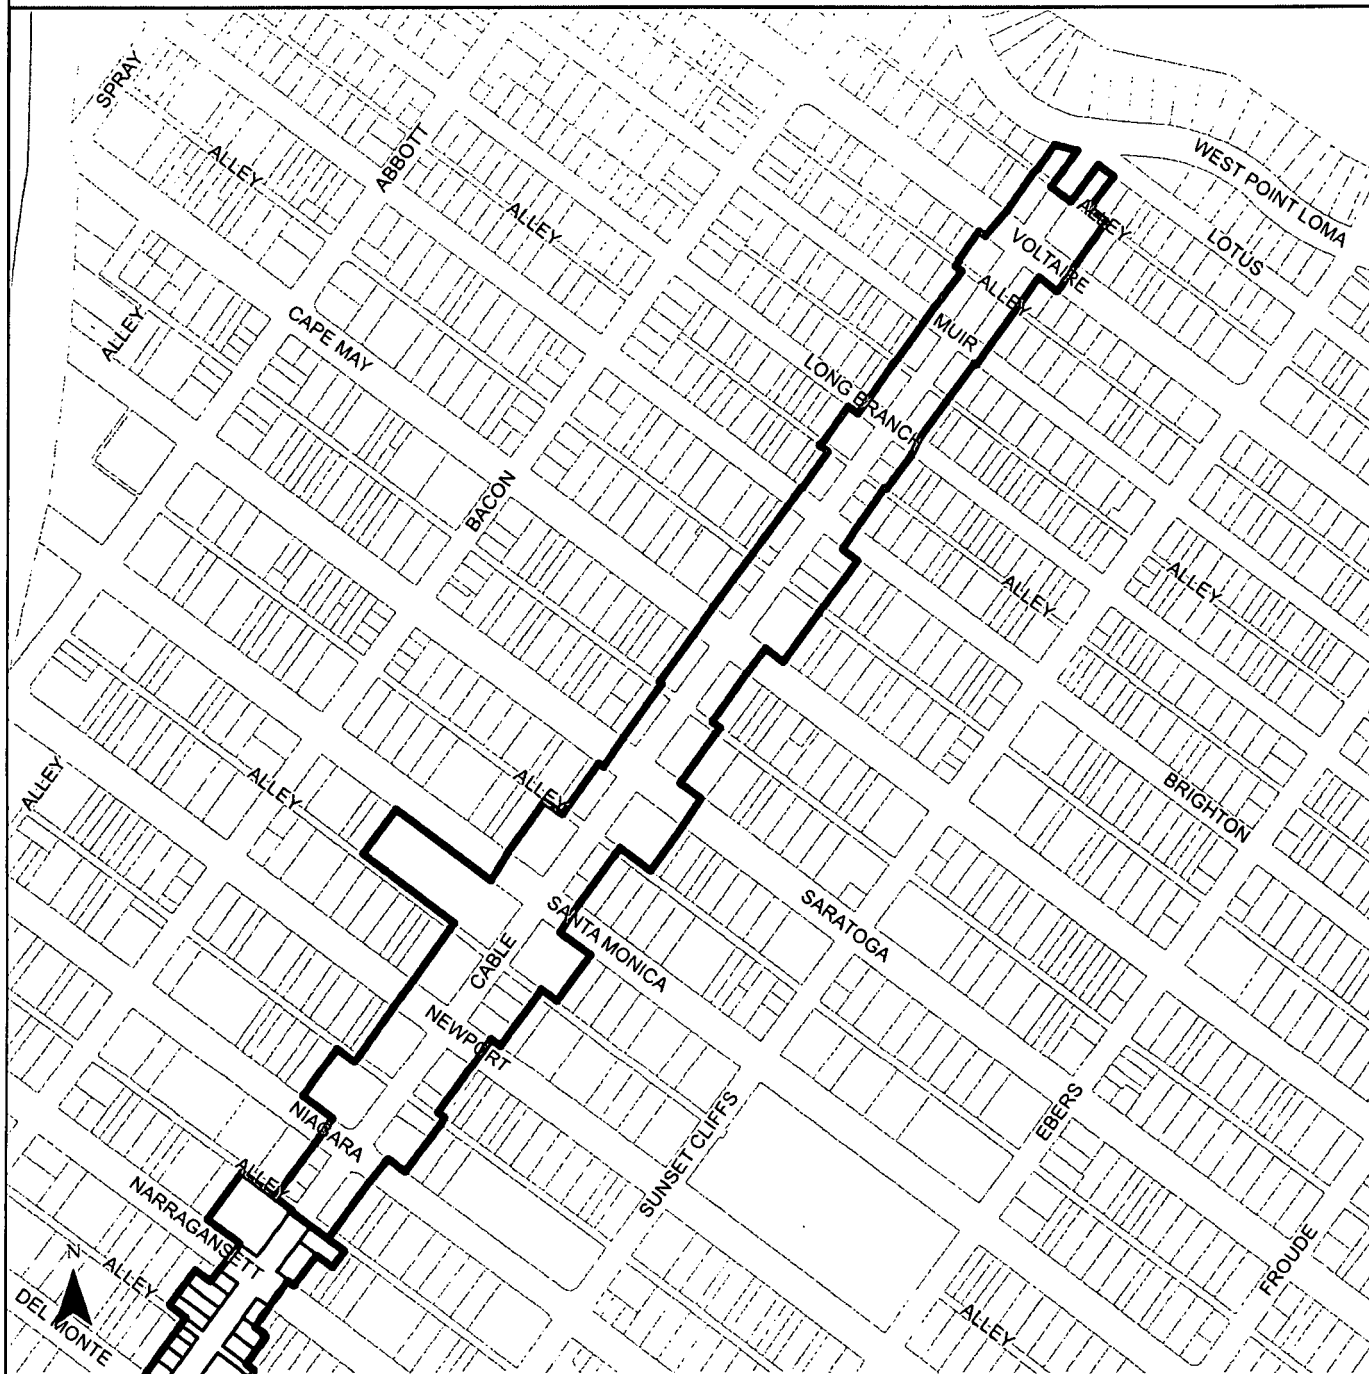 SPRAY
ABBOTT
ALLEY
WEST POINT LOMA
ALLEY
ALLEY
LOTUS
VOLTAIRE
ALLEY
ALLEY
CAPE MAY
MUIR
LONG BRANCH
BACON
ALLEY
ALLEY
ALLEY
ALLEY
ALLEY
BRIGHTON
SANTA MONICA
SARATOGA
CABLE
NEWPORT
NIAGARA
EBERS
SUNSET CLIFFS
ALLEY
NARRAGANSETT
N
ALLEY
FROUDE
DEL MONTE
ALLEY